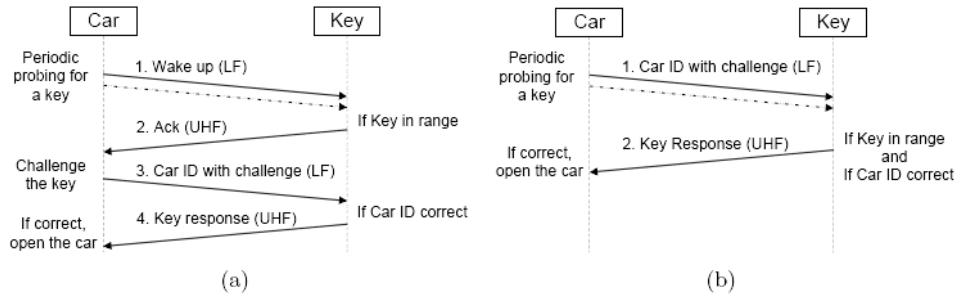 Car
Key
Periodic
probing for
a key
1. Wake up (LF)
If Key in range
2. Ack (UHF)
Challenge
the key
3. Car ID with challenge (LF)
If Car ID correct
4. Key response (UHF)
If correct,
open the car
(a)
Car
Key
Periodic
probing for
a key
1. Car ID with challenge (LF)
2. Key Response (UHF)
If Key in range
and
If Car ID correct
If correct,
open the car
(b)